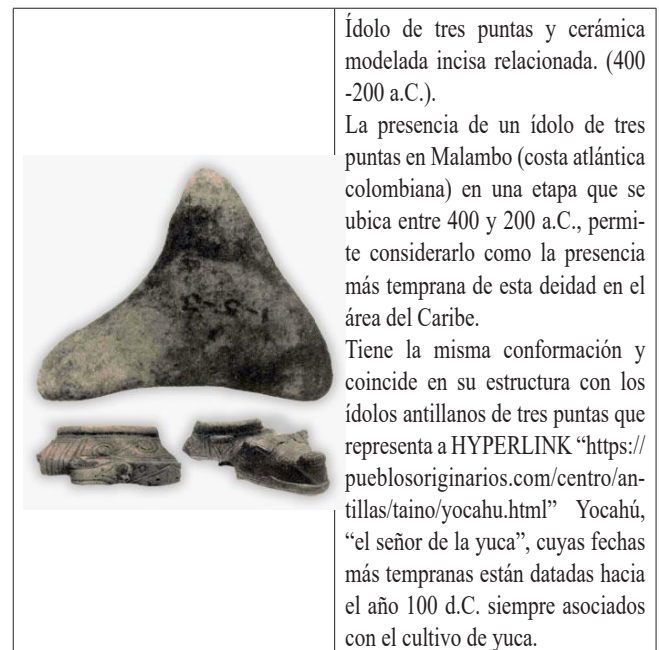 Ídolo de tres puntas y cerámica
modelada incisa relacionada. (400
-200 a.C.).
La presencia de un ídolo de tres
puntas en Malambo (costa atlántica
colombiana) en una etapa que se
ubica entre 400 y 200 a.C., permi-
te considerarlo como la presencia
más temprana de esta deidad en el
área del Caribe.
Tiene la misma conformación y
coincide en su estructura con los
ídolos antillanos de tres puntas que
representa a HYPERLINK “https://
pueblosoriginarios.com/centro/an-
tillas/taino/yocahu.html” Yocahú,
“el señor de la yuca”, cuyas fechas
más tempranas están datadas hacia
el año 100 d.C. siempre asociados
con el cultivo de yuca.